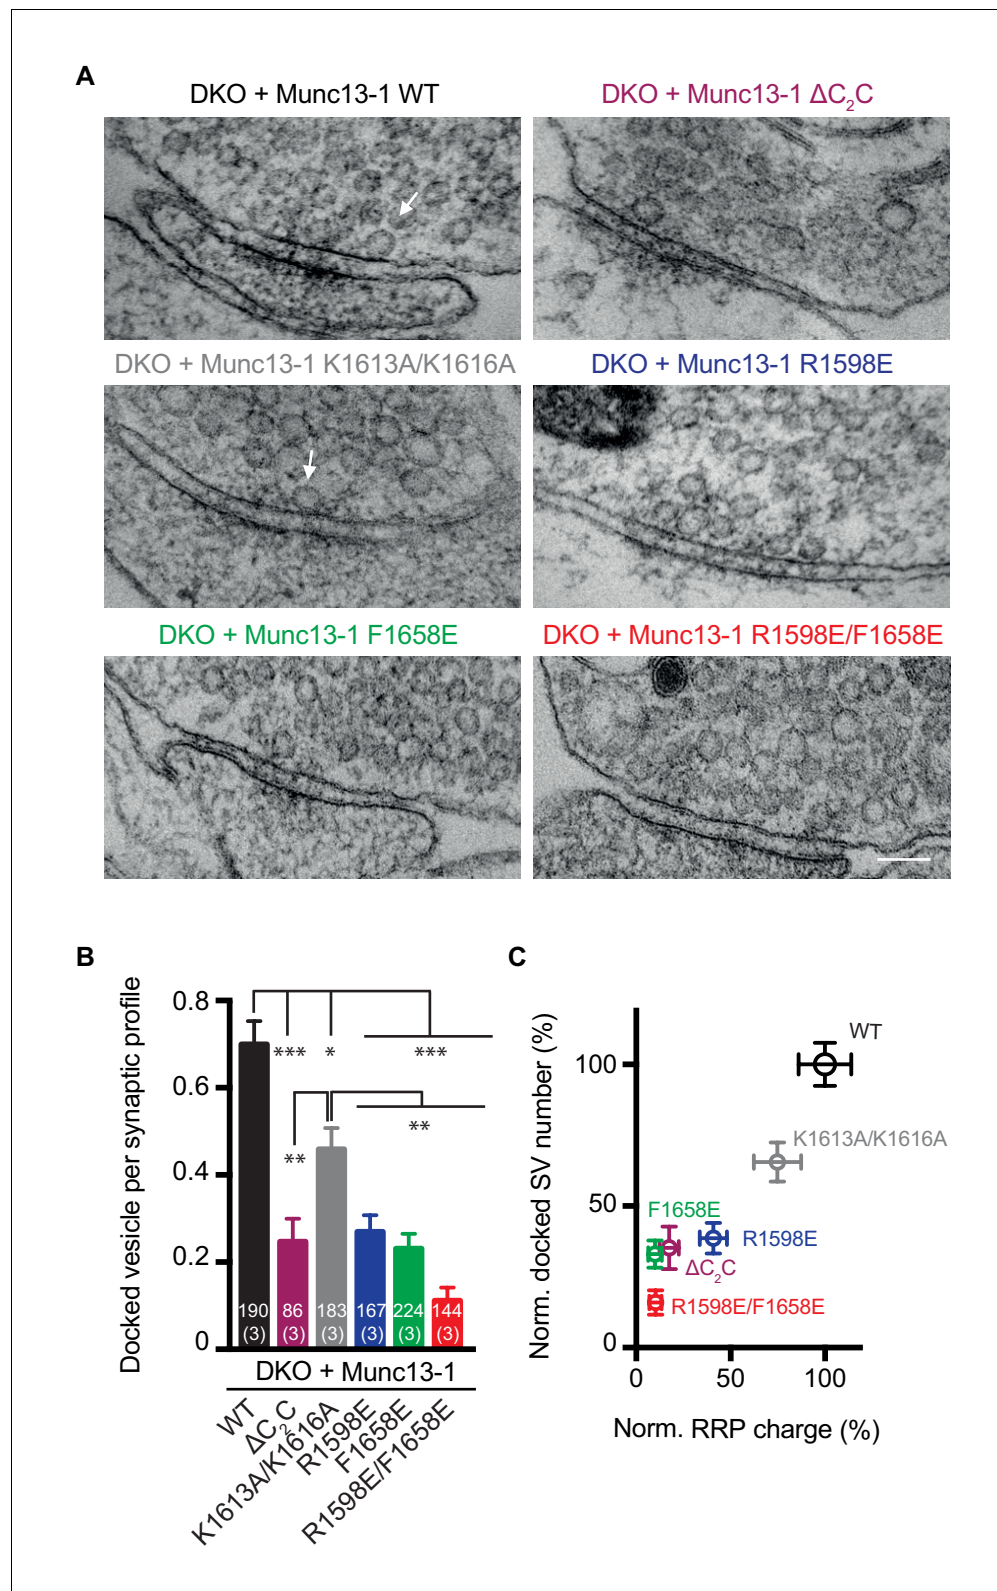 A
DKO + Munc13-1 WT
DKO + Munc13-1 ΔC₂C
DKO + Munc13-1 K1613A/K1616A
DKO + Munc13-1 R1598E
DKO + Munc13-1 F1658E
DKO + Munc13-1 R1598E/F1658E
B
Docked vesicle per synaptic profile
0.8
0.6
0.4
0.2
0
*** * ***
** **
190 86 183 167 224 144
(3) (3) (3) (3) (3) (3)
DKO + Munc13-1
WT
ΔC₂C
K1613A/K1616A
R1598E
F1658E
R1598E/F1658E
C
Norm. docked SV number (%)
100
50
0
WT
K1613A/K1616A
F1658E
R1598E
ΔC₂C
R1598E/F1658E
0 50 100
Norm. RRP charge (%)